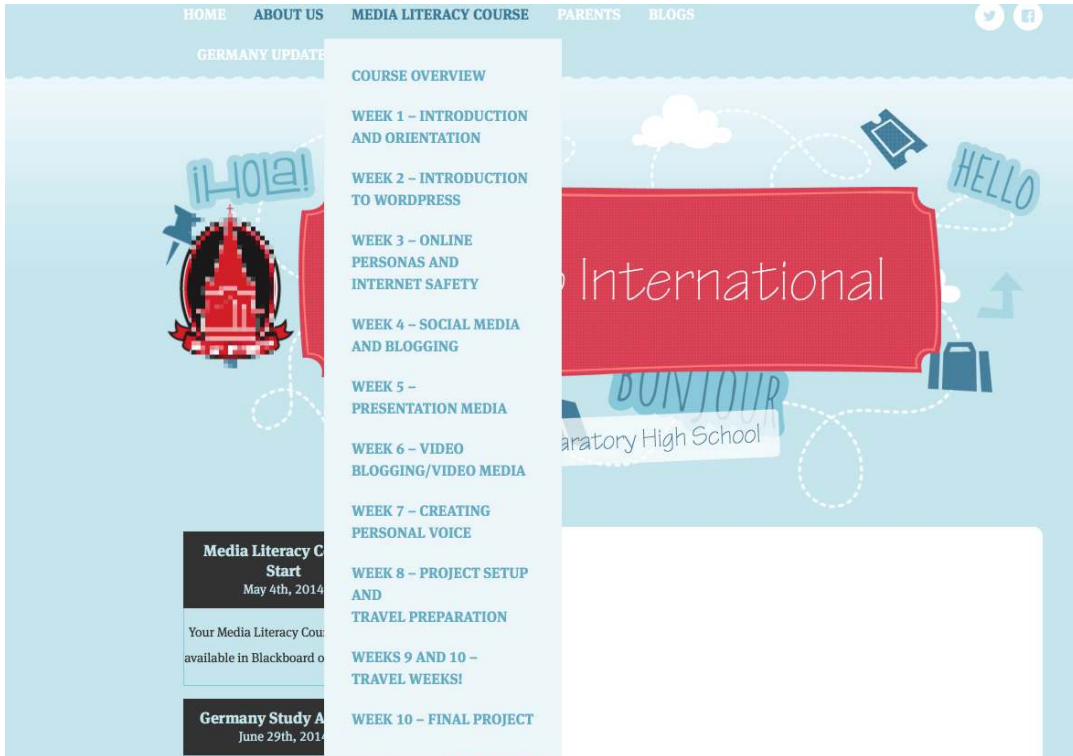 HOME ABOUT US MEDIA LITERACY COURSE PARENTS BLOGS
GERMANY UPDATE
COURSE OVERVIEW
WEEK 1 – INTRODUCTION
AND ORIENTATION
WEEK 2 – INTRODUCTION
TO WORDPRESS
WEEK 3 – ONLINE
PERSONAS AND
INTERNET SAFETY
WEEK 4 – SOCIAL MEDIA
AND BLOGGING
WEEK 5 –
PRESENTATION MEDIA
WEEK 6 – VIDEO
BLOGGING/VIDEO MEDIA
WEEK 7 – CREATING
PERSONAL VOICE
WEEK 8 – PROJECT SETUP
AND
TRAVEL PREPARATION
WEEKS 9 AND 10 –
TRAVEL WEEKS!
WEEK 10 – FINAL PROJECT
¡HOLa!
HELLO
International
BONJOUR
aratory High School
Media Literacy C
Start
May 4th, 2014
Your Media Literacy Cou
available in Blackboard o
Germany Study A
June 29th, 201